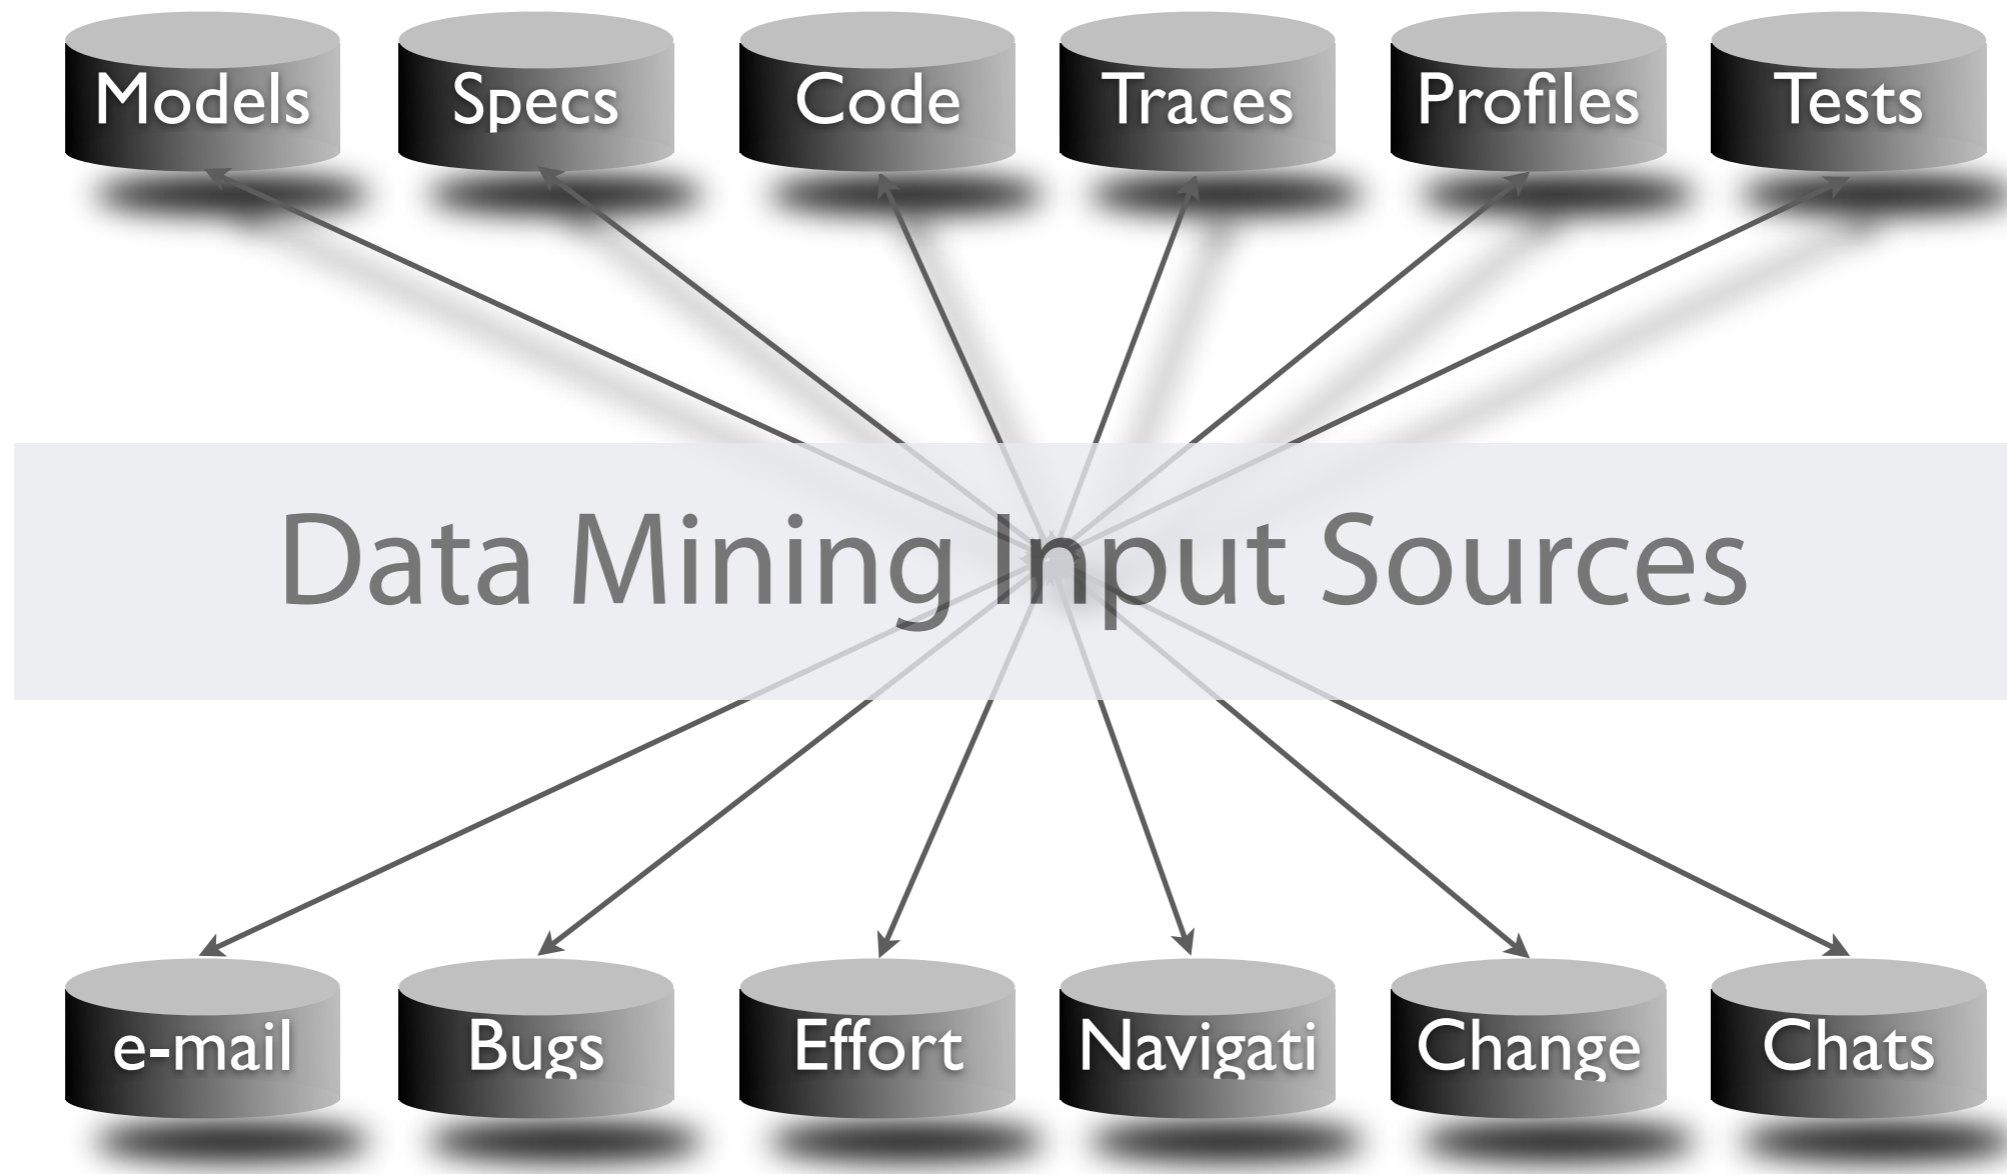 Models Specs Code Traces Profiles Tests
Data Mining Input Sources
e-mail Bugs Effort Navigati Change Chats